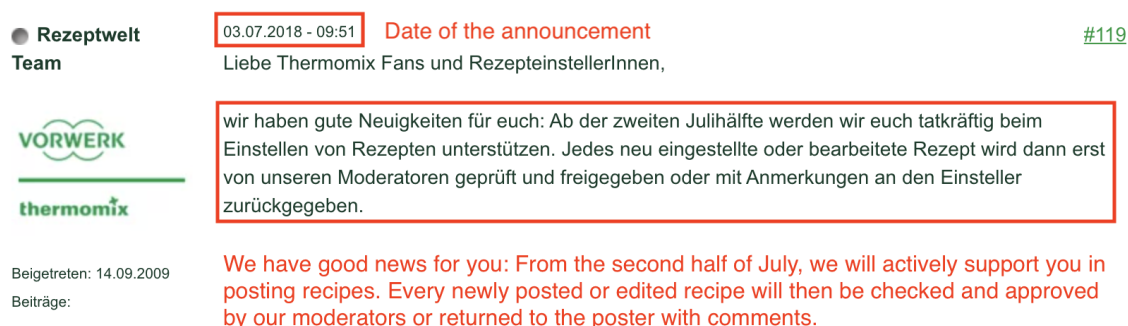 Rezeptwelt
Team
03.07.2018 - 09:51
Date of the announcement
#119
Liebe Thermomix Fans und RezepteinstellerInnen,
wir haben gute Neuigkeiten für euch: Ab der zweiten Julihälfte werden wir euch tatkräftig beim
Einstellen von Rezepten unterstützen. Jedes neu eingestellte oder bearbeitete Rezept wird dann erst
von unseren Moderatoren geprüft und freigegeben oder mit Anmerkungen an den Einsteller
zurückgegeben.
VORWERK
thermomix
Beigetreten: 14.09.2009
Beiträge:
We have good news for you: From the second half of July, we will actively support you in
posting recipes. Every newly posted or edited recipe will then be checked and approved
by our moderators or returned to the poster with comments.